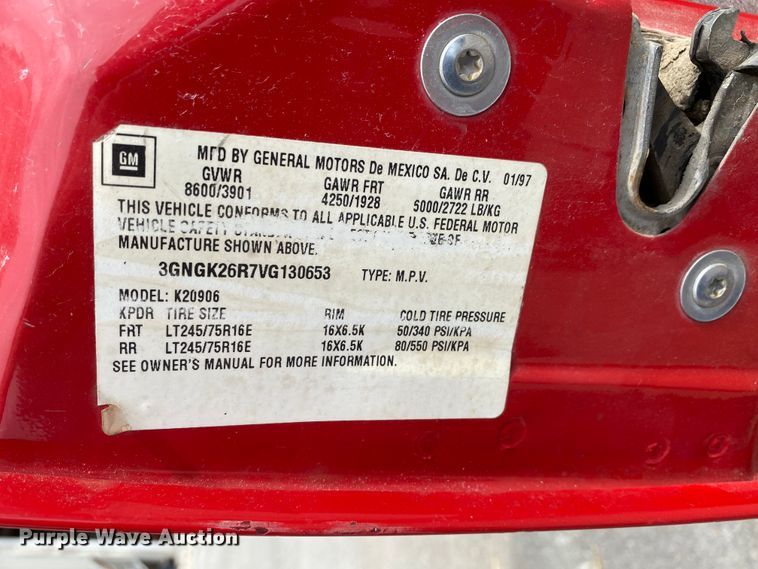 GM
MFD BY GENERAL MOTORS De MEXICO SA. De C.V. 01/97
GVWR GAWR FRT GAWR RR
8600/3901 4250/1928 6000/2722 LB/KG
THIS VEHICLE CONFORMS TO ALL APPLICABLE U.S. FEDERAL MOTOR
VEHICLE SAFETY
MANUFACTURE SHOWN ABOVE.
3GNGK26R7VG130653 TYPE: M.P.V.
MODEL: K20906
KPDR TIRE SIZE RIM COLD TIRE PRESSURE
FRT LT245/75R16E 16X6.5K 50/340 PSI/KPA
RR LT245/75R16E 16X6.5K 80/550 PSI/KPA
SEE OWNER'S MANUAL FOR MORE INFORMATION.
Purple Wave Auction